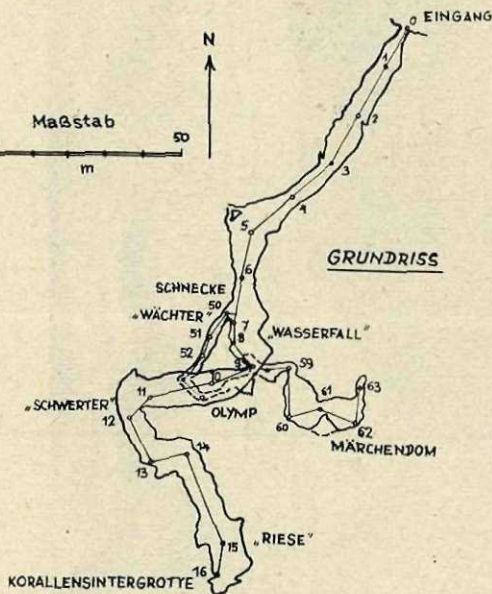 0 EINGANG
N
1
Maßstab
50
m
2
3
4
5
GRUNDRISS
6
SCHNECKE
50
"WÄCHTER"
7
51
8
"WASSERFALL"
52
9
59
10
63
11
61
"SCHWERTER"
OLYMP
12
60
62
MÄRCHENDOM
14
13
15
"RIESE"
16
KORALLENSINTERGROTTE